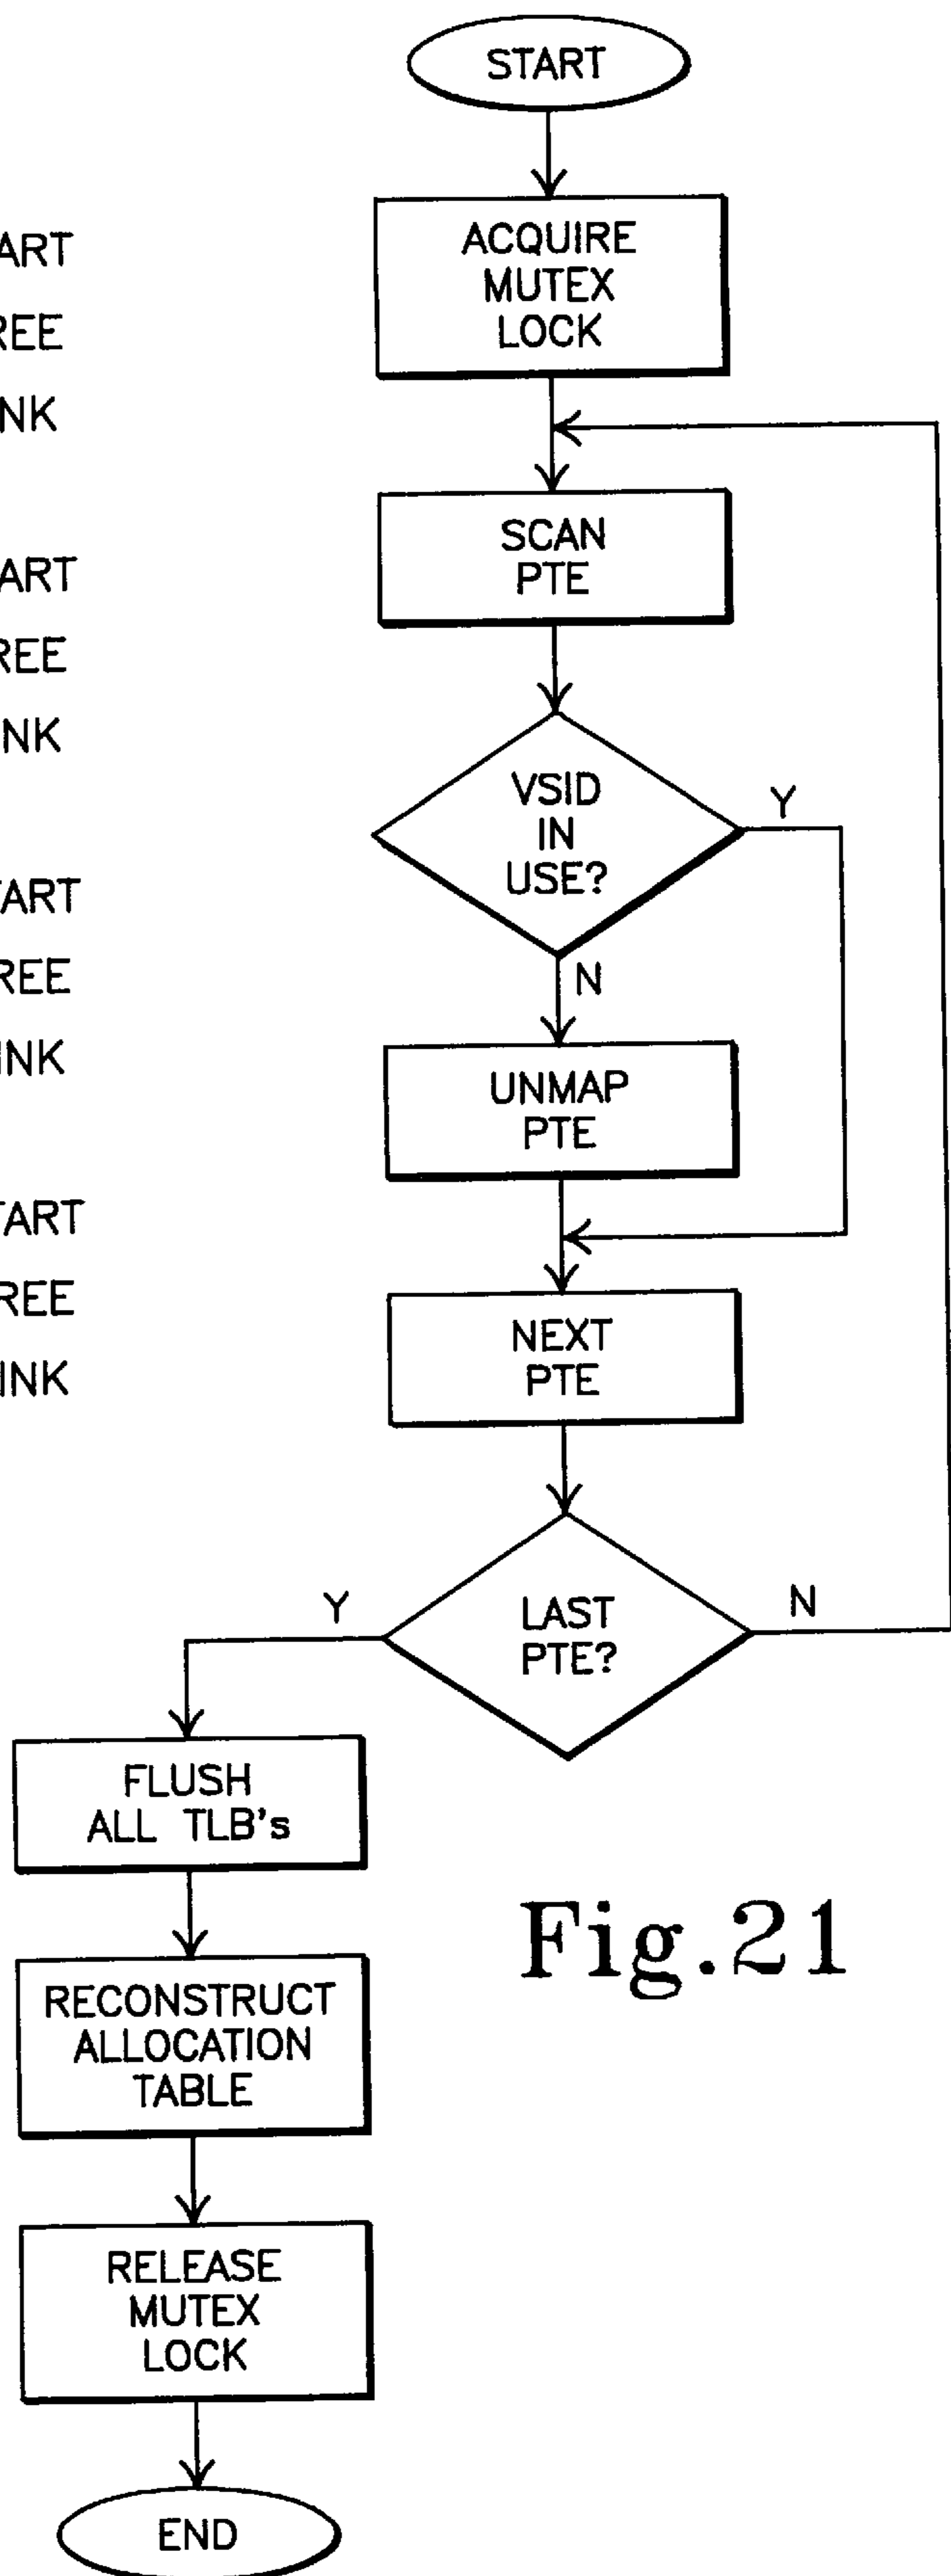 START
ACQUIRE
MUTEX
LOCK
SCAN
PTE
VSID
IN
USE?
Y
N
UNMAP
PTE
NEXT
PTE
LAST
PTE?
Y
N
FLUSH
ALL TLB's
RECONSTRUCT
ALLOCATION
TABLE
RELEASE
MUTEX
LOCK
END
Fig.21